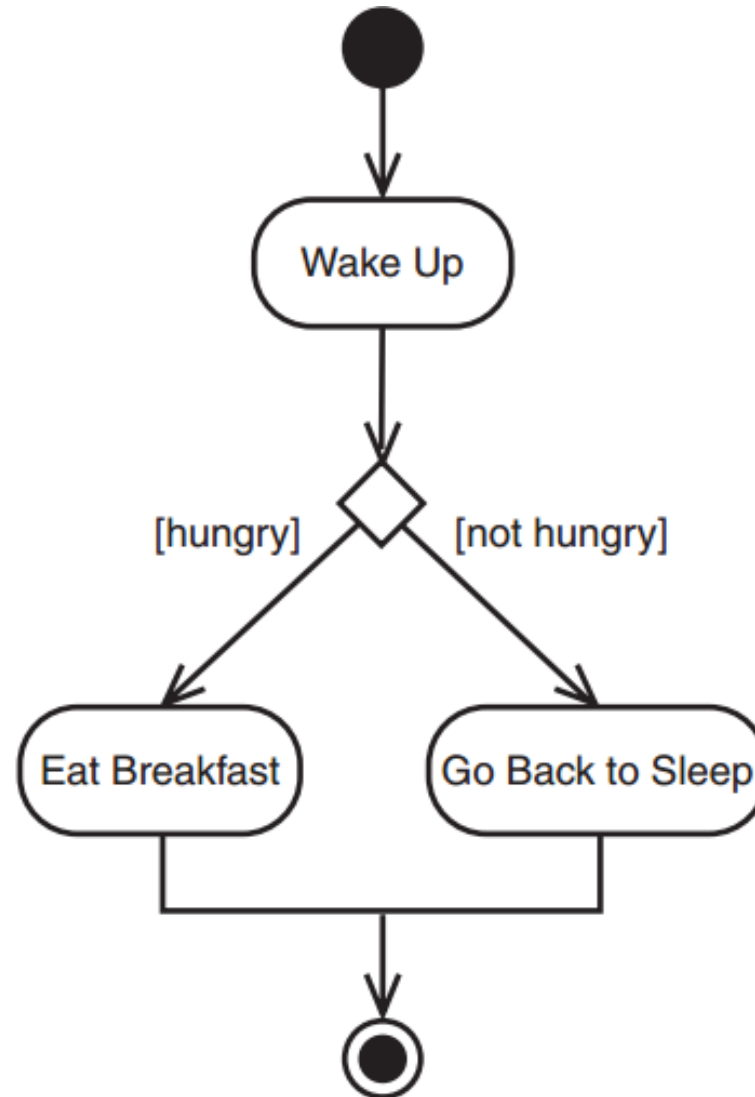 Wake Up
[hungry]
[not hungry]
Eat Breakfast
Go Back to Sleep